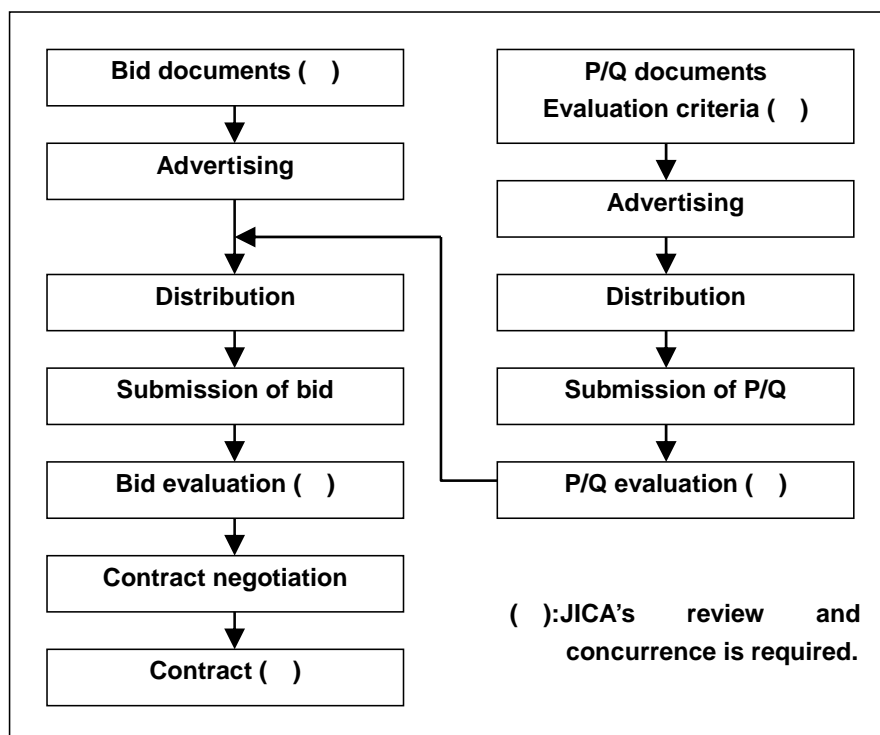 Bid documents (   )
Advertising
Distribution
Submission of bid
Bid evaluation (   )
Contract negotiation
Contract (   )
P/Q documents
Evaluation criteria (   )
Advertising
Distribution
Submission of P/Q
P/Q evaluation (   )
(   ):JICA's review and
concurrence is required.